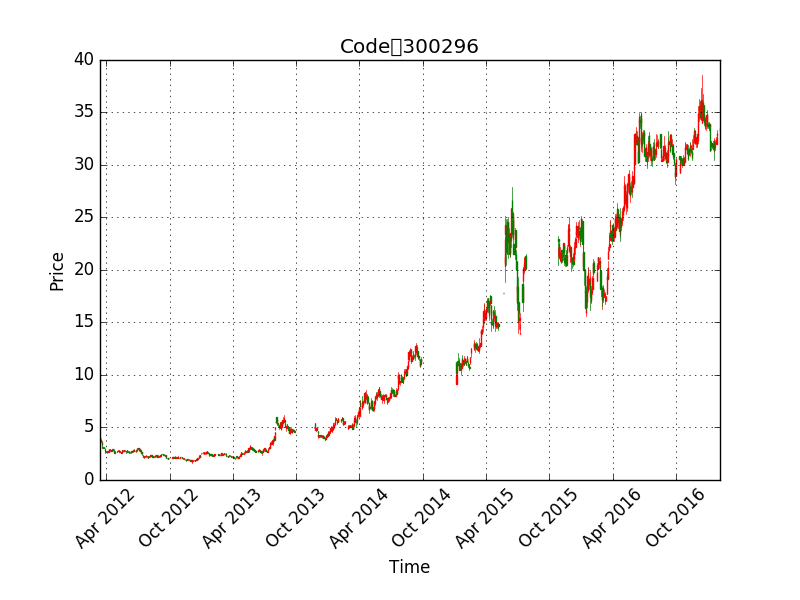 Code▯300296
40
35
30
25
20
15
10
5
0
Price
Apr 2012
Oct 2012
Apr 2013
Oct 2013
Apr 2014
Oct 2014
Apr 2015
Oct 2015
Apr 2016
Oct 2016
Time